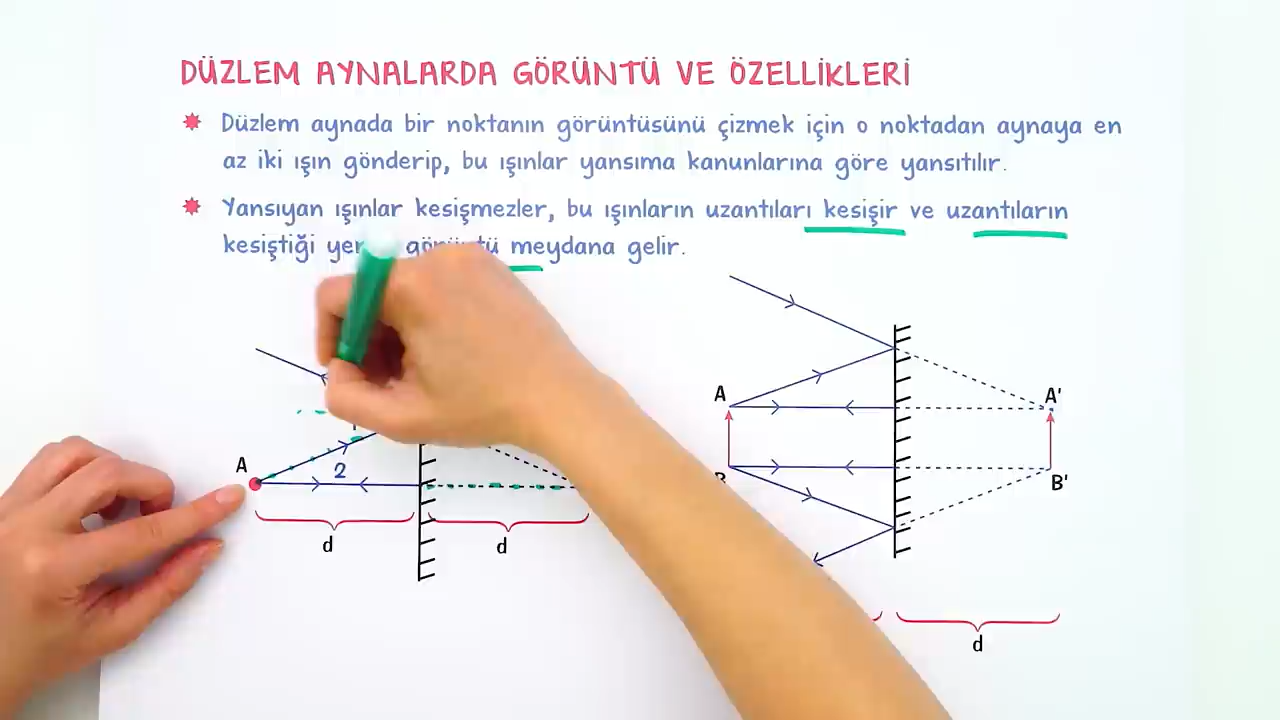 DÜZLEM AYNALARDA GÖRÜNTÜ VE ÖZELLİKLERİ
Düzlem aynada bir noktanın görüntüsünü çizmek için o noktadan aynaya en
az iki ışın gönderip, bu ışınlar yansıma kanunlarına göre yansıtılır.
Yansıyan ışınlar kesişmezler, bu ışınların uzantıları kesişir ve uzantıların
kesiştiği meydana gelir.
A
2
d
d
A
A'
B'
d